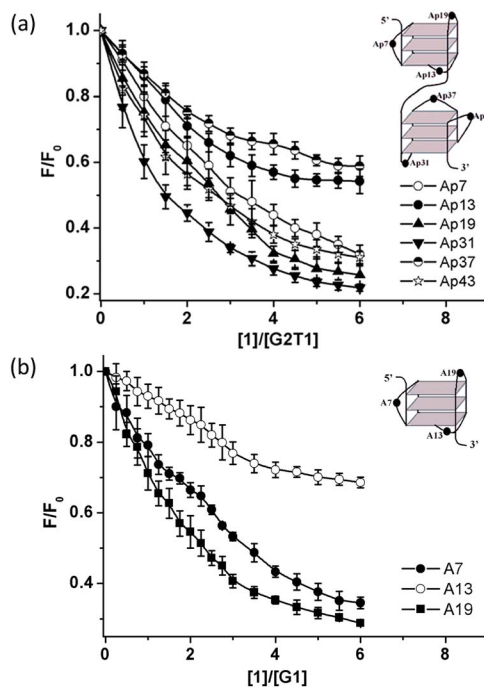 (a)
1.0
0.8
0.6
0.4
0.2
F/F0
0 2 4 6 8
[1]/[G2T1]
5'
Ap19
Ap7
Ap13
Ap37
Ap
Ap31
3'
Ap7
Ap13
Ap19
Ap31
Ap37
Ap43
(b)
1.0
0.8
0.6
0.4
F/F0
0 2 4 6 8
[1]/[G1]
5'
A19
A7
A13
3'
A7
A13
A19